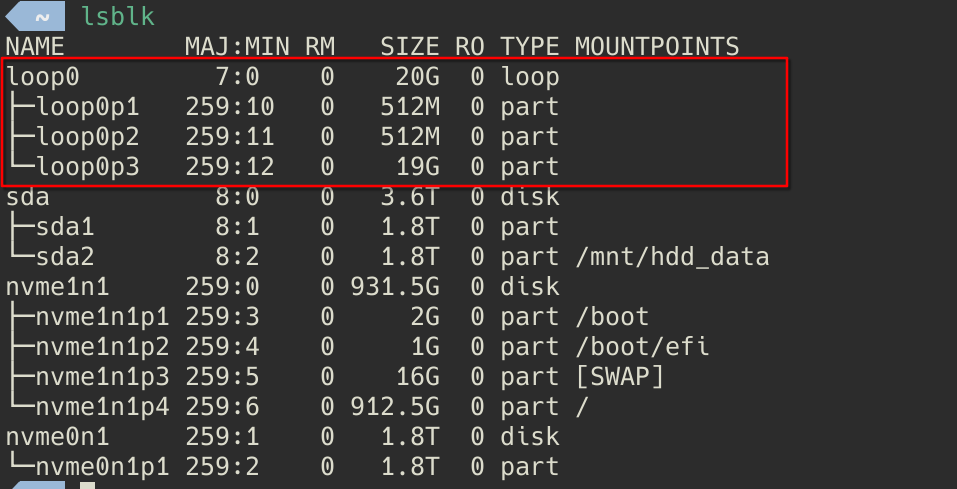 ~ lsblk
NAME        MAJ:MIN RM   SIZE RO TYPE MOUNTPOINTS
loop0         7:0    0    20G  0 loop
├─loop0p1   259:10   0   512M  0 part
├─loop0p2   259:11   0   512M  0 part
└─loop0p3   259:12   0    19G  0 part
sda           8:0    0   3.6T  0 disk
├─sda1        8:1    0   1.8T  0 part
└─sda2        8:2    0   1.8T  0 part /mnt/hdd_data
nvme1n1     259:0    0 931.5G  0 disk
├─nvme1n1p1 259:3    0     2G  0 part /boot
├─nvme1n1p2 259:4    0     1G  0 part /boot/efi
├─nvme1n1p3 259:5    0    16G  0 part [SWAP]
└─nvme1n1p4 259:6    0 912.5G  0 part /
nvme0n1     259:1    0   1.8T  0 disk
└─nvme0n1p1 259:2    0   1.8T  0 part